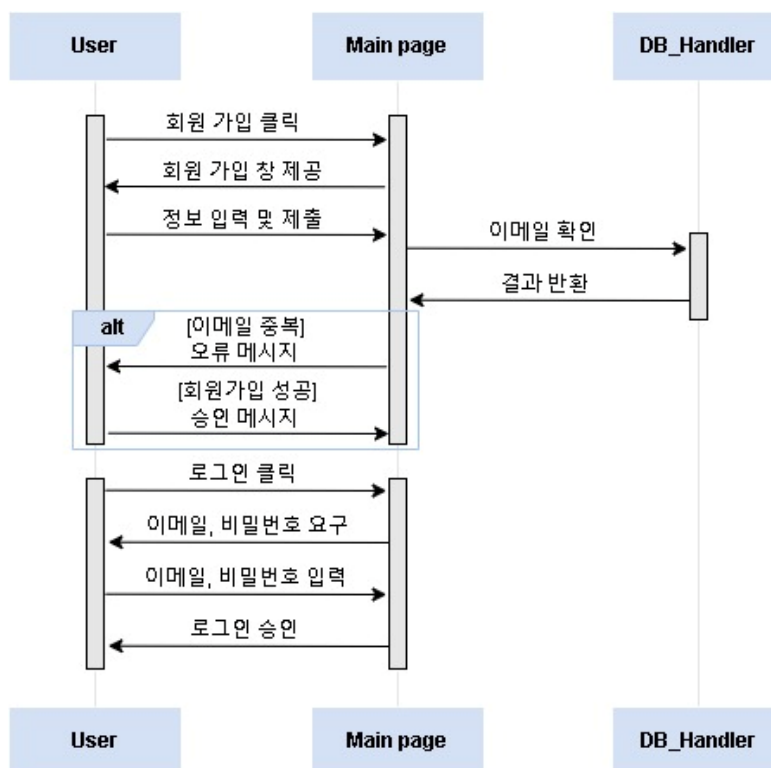 User
Main page
DB_Handler
회원 가입 클릭
회원 가입 창 제공
정보 입력 및 제출
이메일 확인
결과 반환
alt
[이메일 중복]
오류 메시지
[회원가입 성공]
승인 메시지
로그인 클릭
이메일, 비밀번호 요구
이메일, 비밀번호 입력
로그인 승인
User
Main page
DB_Handler